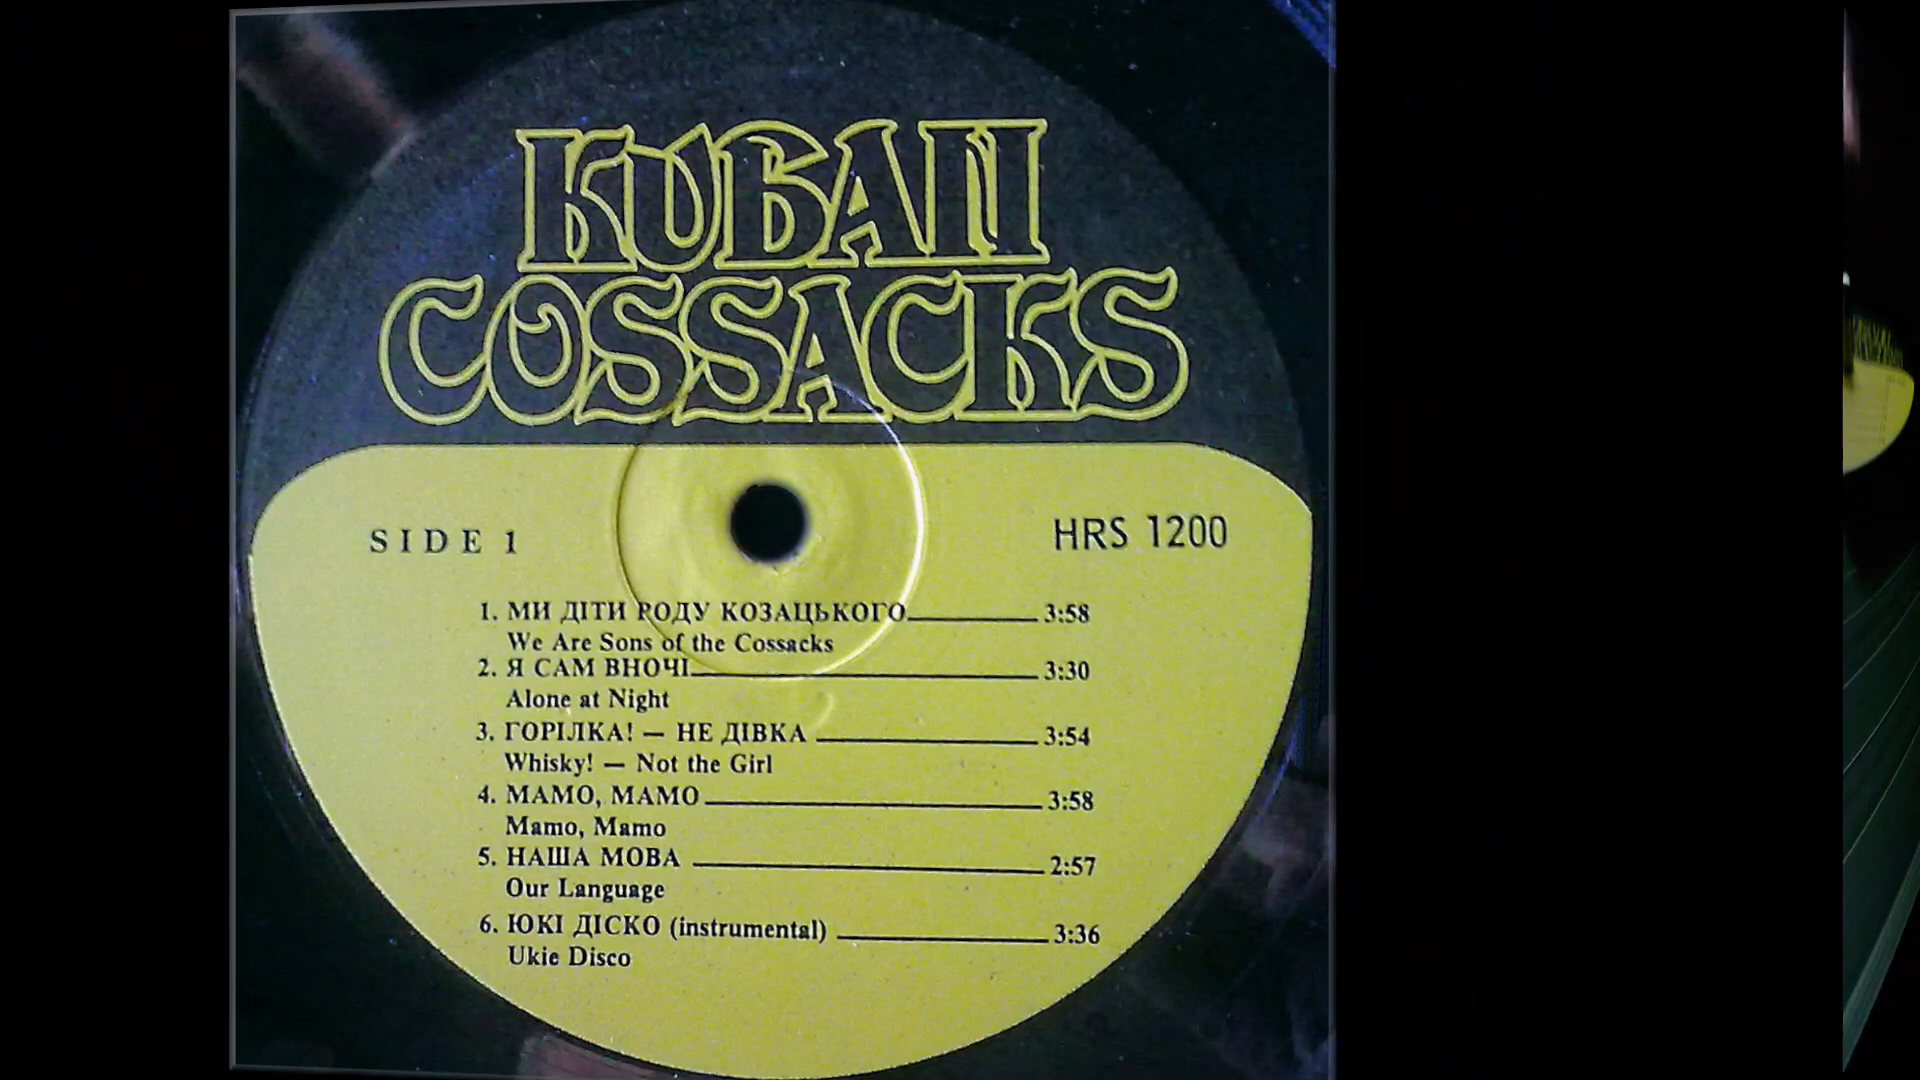 KUBAN
COSSACKS
SIDE 1
HRS 1200
1. МИ ДІТИ РОДУ КОЗАЦЬКОГО 3:58
We Are Sons of the Cossacks
2. Я САМ ВНОЧІ 3:30
Alone at Night
3. ГОРІЛКА! — НЕ ДІВКА 3:54
Whisky! — Not the Girl
4. МАМО, МАМО 3:58
Mamo, Mamo
5. НАША МОВА 2:57
Our Language
6. ЮКІ ДІСКО (instrumental) 3:36
Ukie Disco